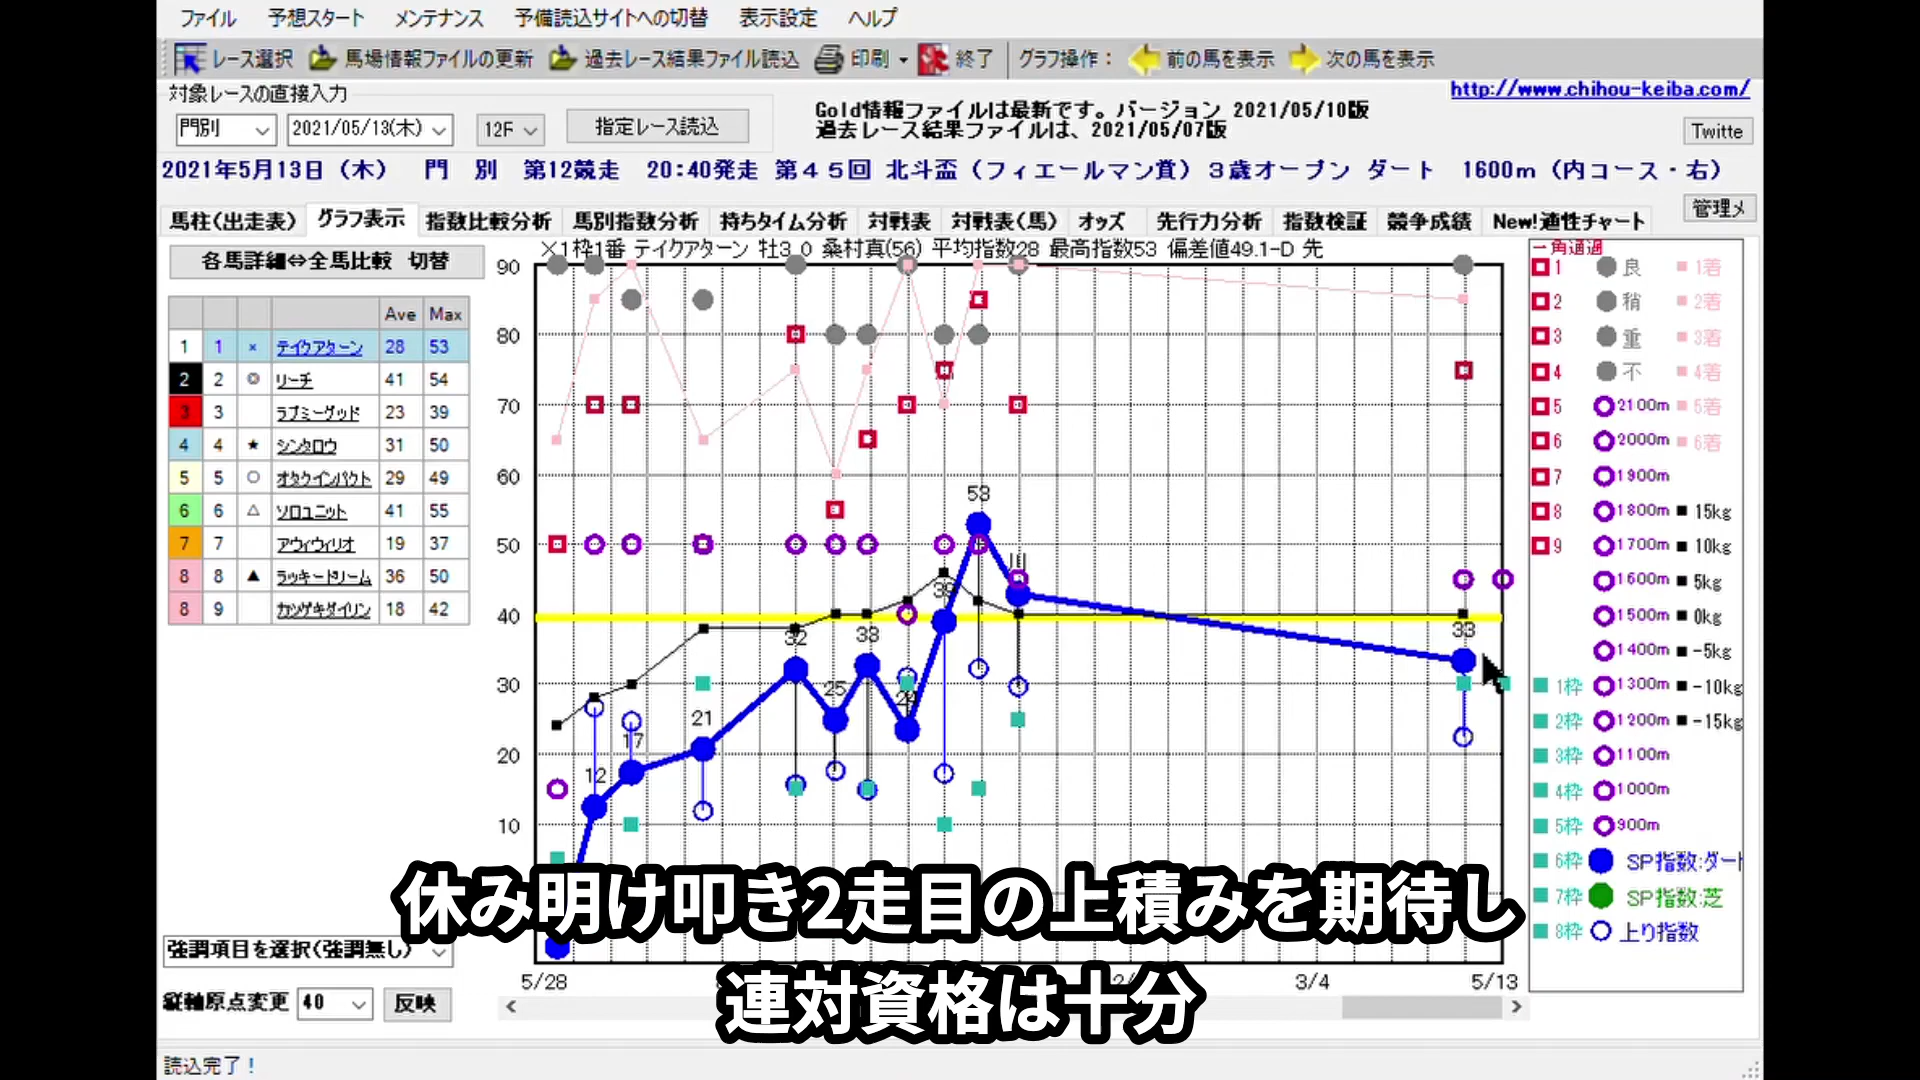 ファイル 予想スタート メンテナンス 予備読込サイトへの切替 表示設定 ヘルプ
レース選択 馬場情報ファイルの更新 過去レース結果ファイル読込 印刷 終了 グラフ操作： 前の馬を表示 次の馬を表示
対象レースの直接入力
門別 2021/05/13(木) 12F 指定レース読込
Gold情報ファイルは最新です。バージョン 2021/05/10版
過去レース結果ファイルは、2021/05/07版
http://www.chihou-keiba.com/
Twitte
2021年5月13日（木） 門 別 第12競走 20:40発走 第４５回 北斗盃（フィエールマン賞）３歳オープン ダート 1600m（内コース・右）
管理メ
馬柱(出走表) グラフ表示 指数比較分析 馬別指数分析 持ちタイム分析 対戦表 対戦表(馬) オッズ 先行力分析 指数検証 競争成績 New!適性チャート
各馬詳細⇔全馬比較 切替
×1枠1番 テイクアターン 牡3.0 桑村真(56) 平均指数28 最高指数53 偏差値49.1-D 先
Ave Max
1 1 × テイクアターン 28 53
2 2 ◎ リーチ 41 54
3 3 ラブミーグッド 23 39
4 4 ★ シンタロウ 31 50
5 5 ○ オタクインパクト 29 49
6 6 △ ソロユニット 41 55
7 7 アウィウィリオ 19 37
8 8 ▲ ラッキードリーム 36 50
8 9 カツゲキダイリン 18 42
90
80
70
60
50
40
30
20
10
12
17
21
32
25
38
39
53
33
5/28
3/4
5/13
一角通過
1 良 1着
2 稍 2着
3 重 3着
4 不 4着
5 2100m 5着
6 2000m 6着
7 1900m
8 1800m 15kg
9 1700m 10kg
1600m 5kg
1500m 0kg
1400m -5kg
1枠 1300m -10kg
2枠 1200m -15kg
3枠 1100m
4枠 1000m
5枠 900m
6枠 SP指数:ダート
7枠 SP指数:芝
8枠 上り指数
強調項目を選択(強調無し)
縦軸原点変更 40 反映
休み明け叩き2走目の上積みを期待し
連対資格は十分
読込完了！